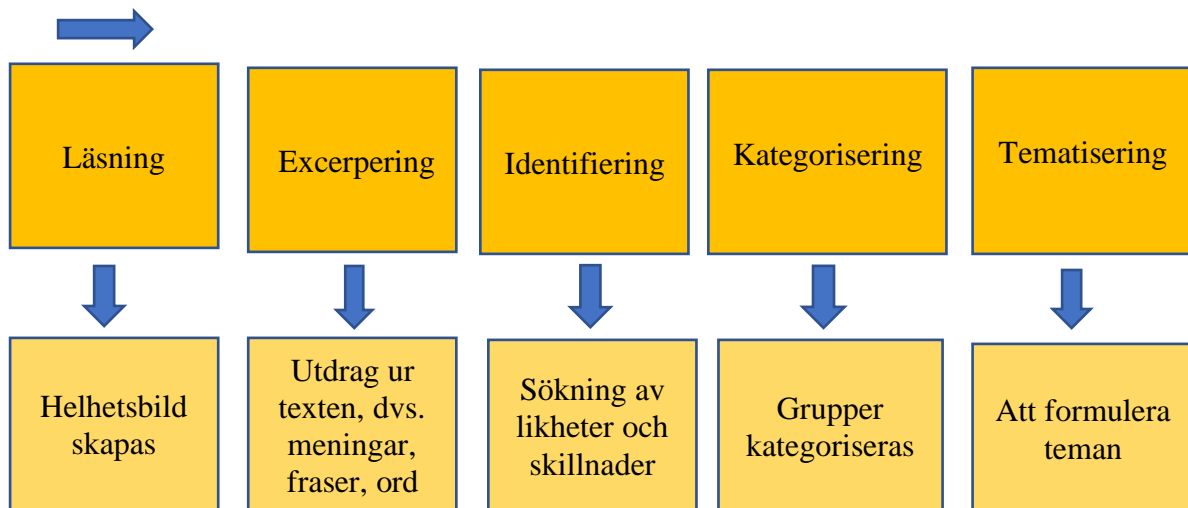 Läsning
Excerpering
Identifiering
Kategorisering
Tematisering
Helhetsbild
skapas
Utdrag ur
texten, dvs.
meningar,
fraser, ord
Sökning av
likheter och
skillnader
Grupper
kategoriseras
Att formulera
teman